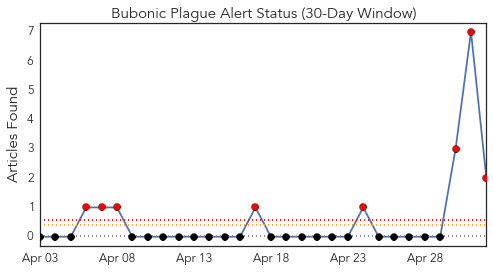 Bubonic Plague Alert Status (30-Day Window)
Articles Found
7
6
5
4
3
2
1
0
Apr 03 Apr 08 Apr 13 Apr 18 Apr 23 Apr 28